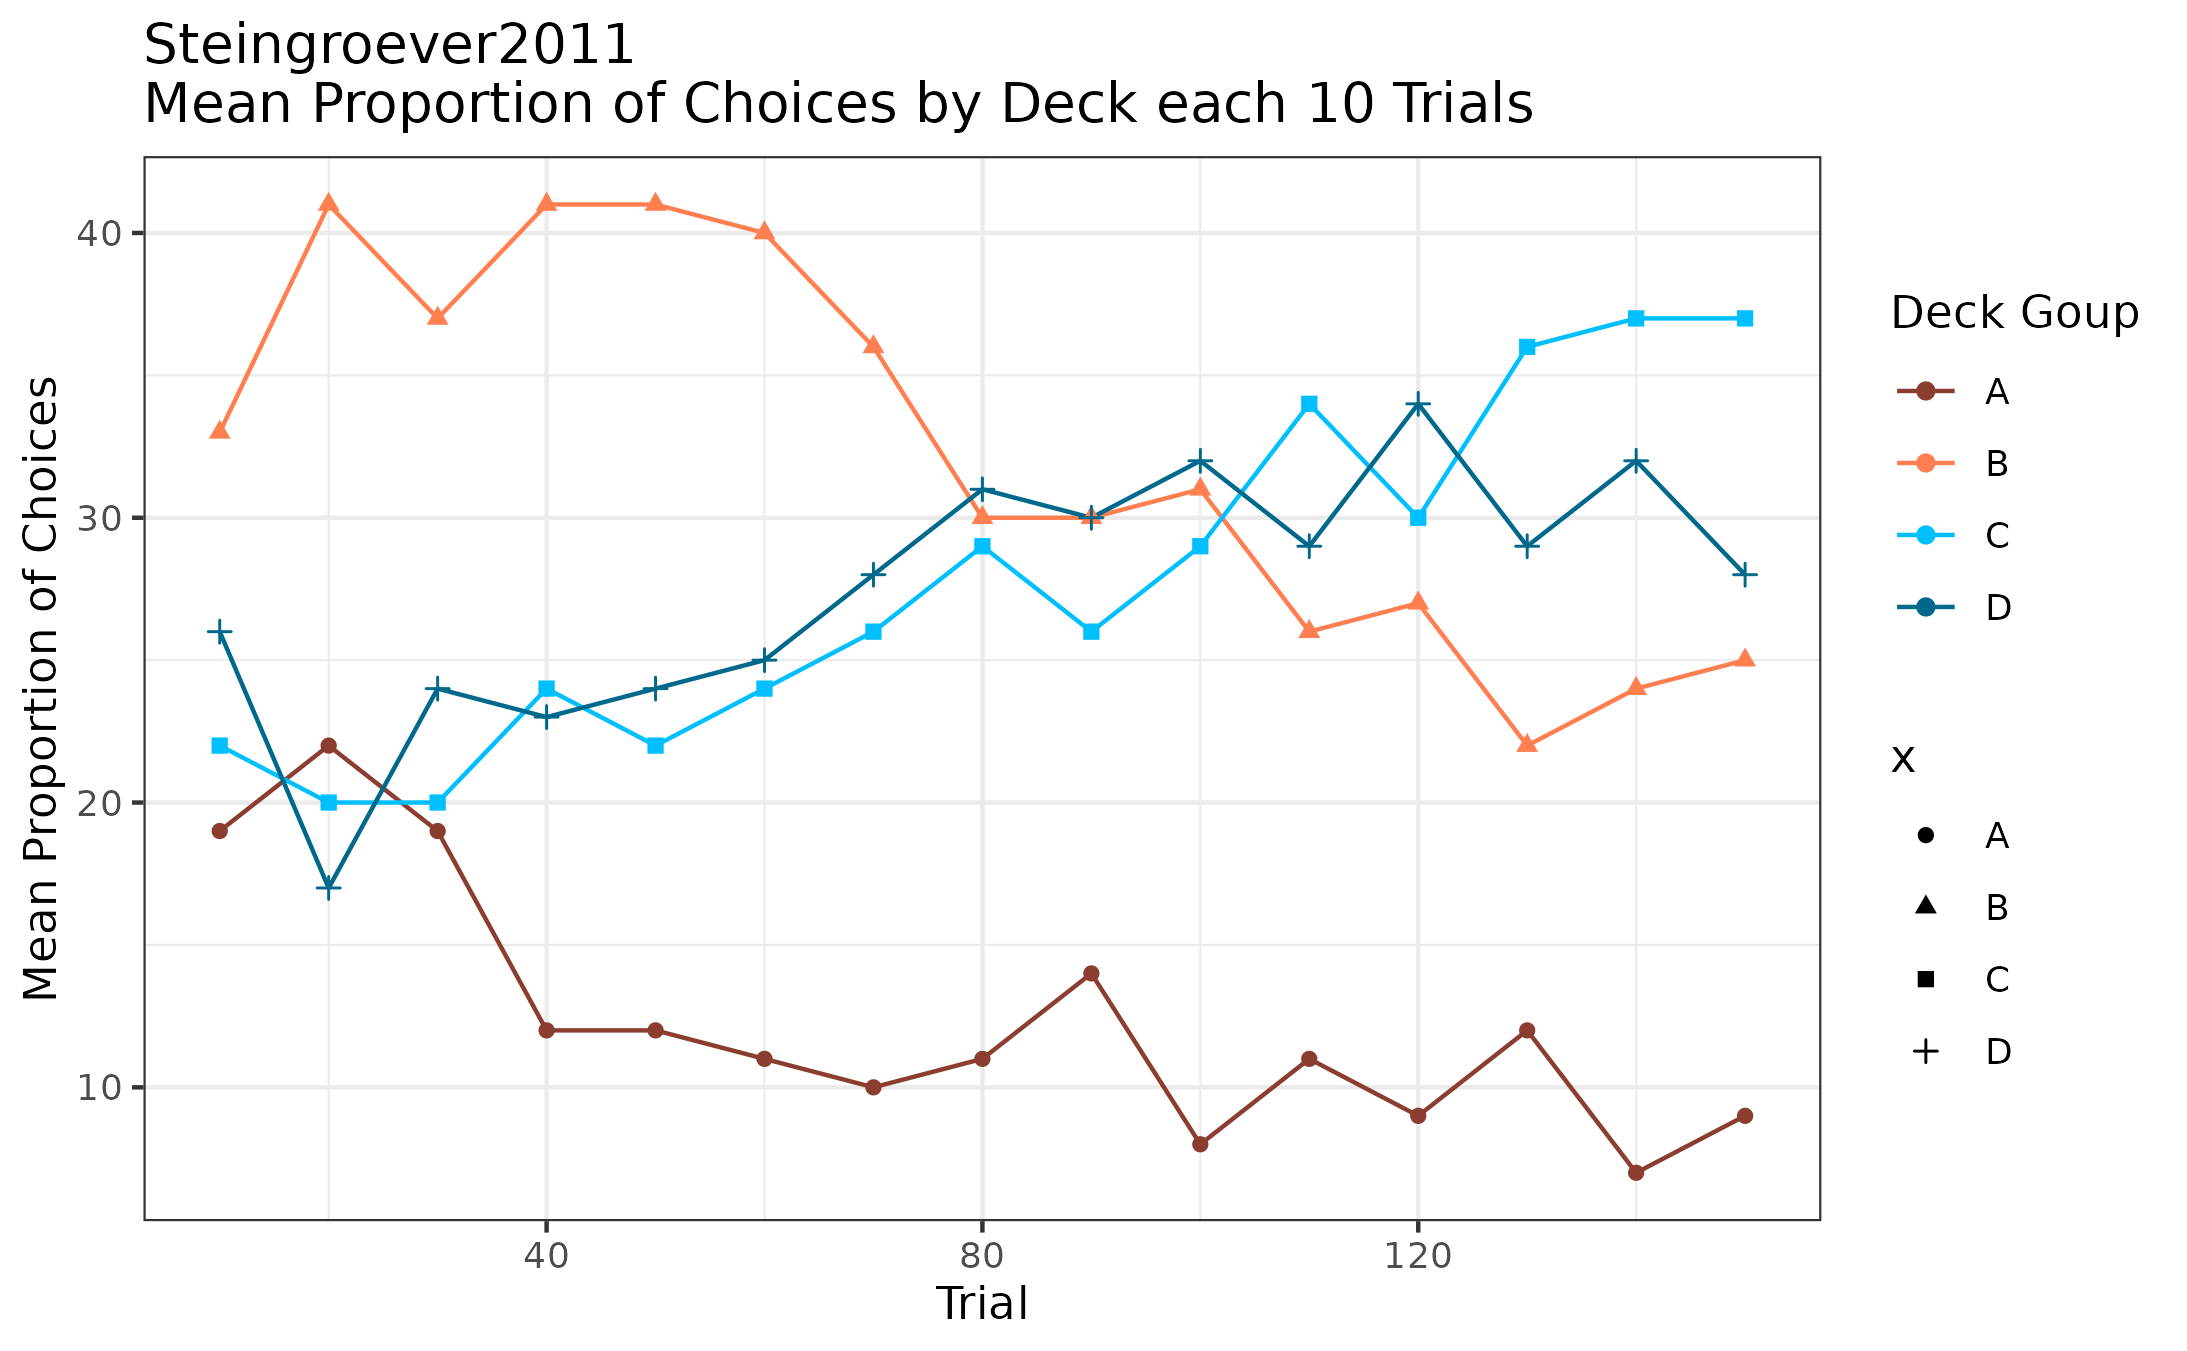 Steingroever2011
Mean Proportion of Choices by Deck each 10 Trials
Mean Proportion of Choices
40
30
20
10
40
80
120
Trial
Deck Goup
A
B
C
D
x
A
B
C
D